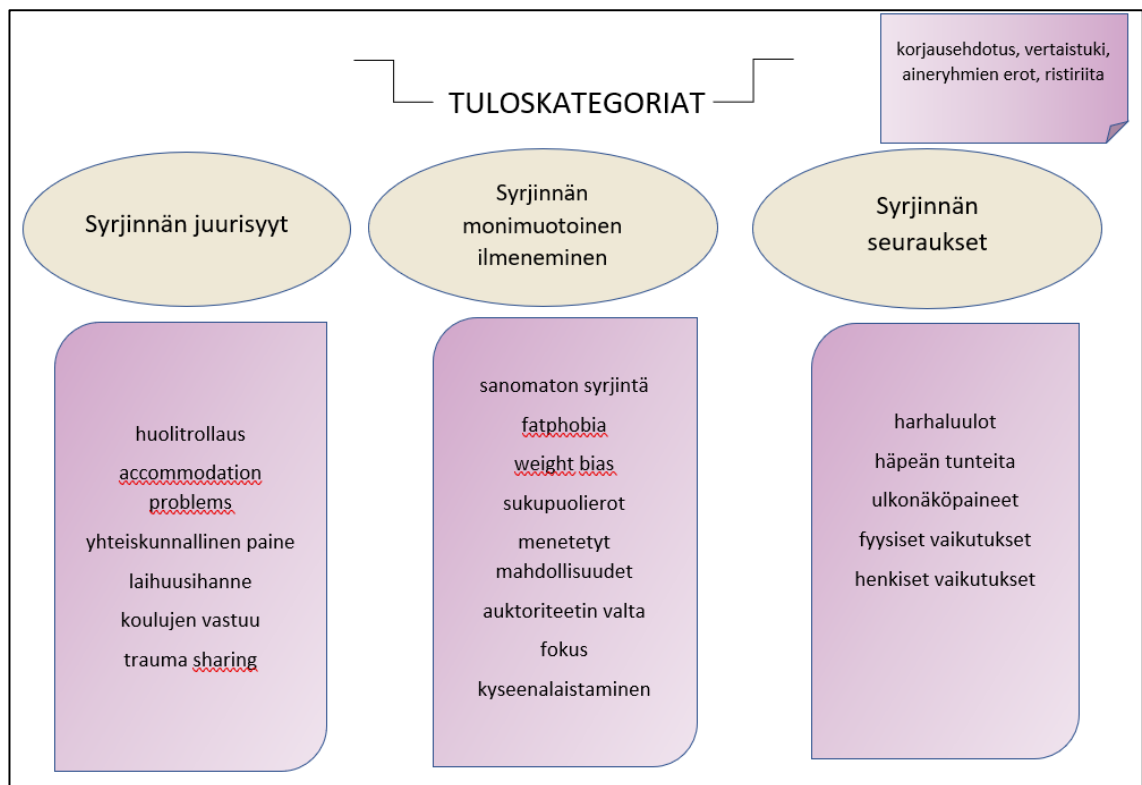 korjausehdotus, vertaistuki,
aineryhmien erot, ristiriita
TULOSKATEGORIAT
Syrjinnän juurisyyt
huolitrollaus
accommodation
problems
yhteiskunnallinen paine
laihuusihanne
koulujen vastuu
trauma sharing
Syrjinnän
monimuotoinen
ilmeneminen
sanomaton syrjintä
fatphobia
weight bias
sukupuolierot
menetetyt
mahdollisuudet
auktoriteetin valta
fokus
kyseenalaistaminen
Syrjinnän
seuraukset
harhaluulot
häpeän tunteita
ulkonäköpaineet
fyysiset vaikutukset
henkiset vaikutukset